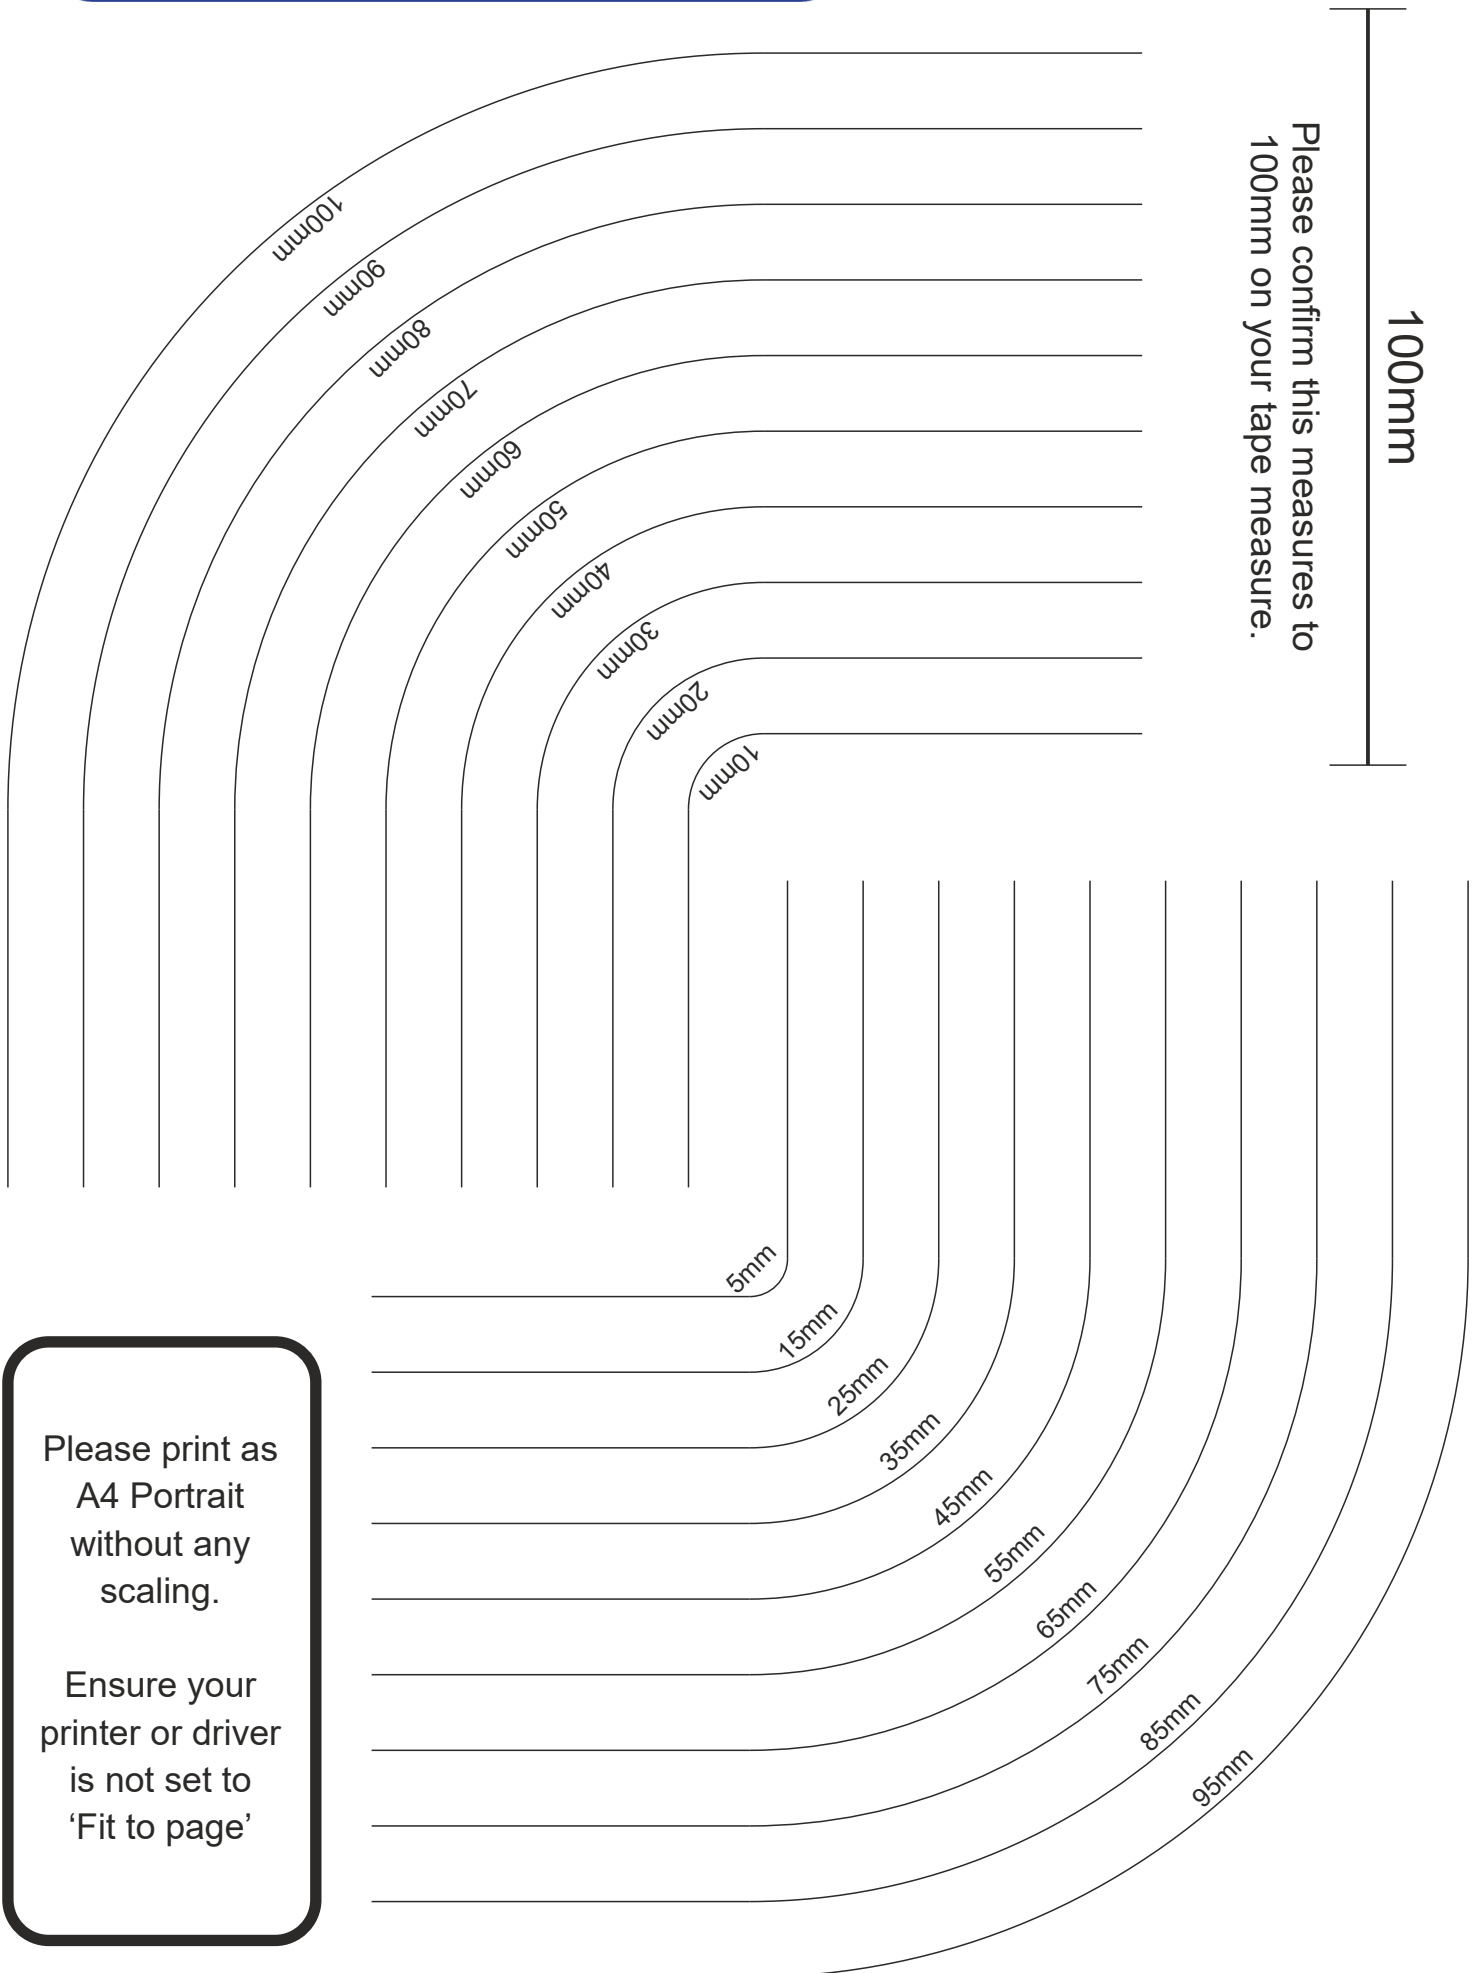 100mm
Please confirm this measures to
100mm on your tape measure.
100mm
90mm
80mm
70mm
60mm
50mm
40mm
30mm
20mm
10mm
5mm
15mm
25mm
35mm
45mm
55mm
65mm
75mm
85mm
95mm
Please print as
A4 Portrait
without any
scaling.
Ensure your
printer or driver
is not set to
‘Fit to page’